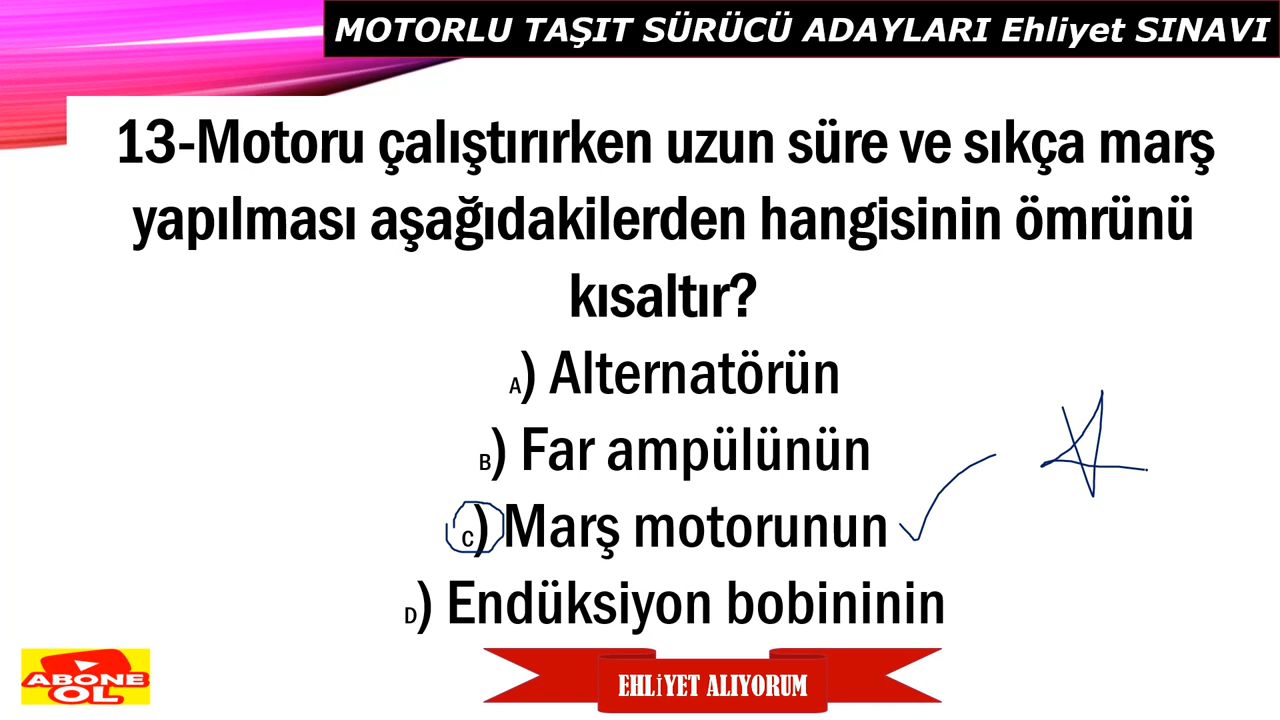 MOTORLU TAŞIT SÜRÜCÜ ADAYLARI Ehliyet SINAVI
13-Motoru çalıştırırken uzun süre ve sıkça marş
yapılması aşağıdakilerden hangisinin ömrünü
kısaltır?
A) Alternatörün
B) Far ampülünün
C) Marş motorunun
D) Endüksiyon bobininin
ABONE
OL
EHLİYET ALIYORUM